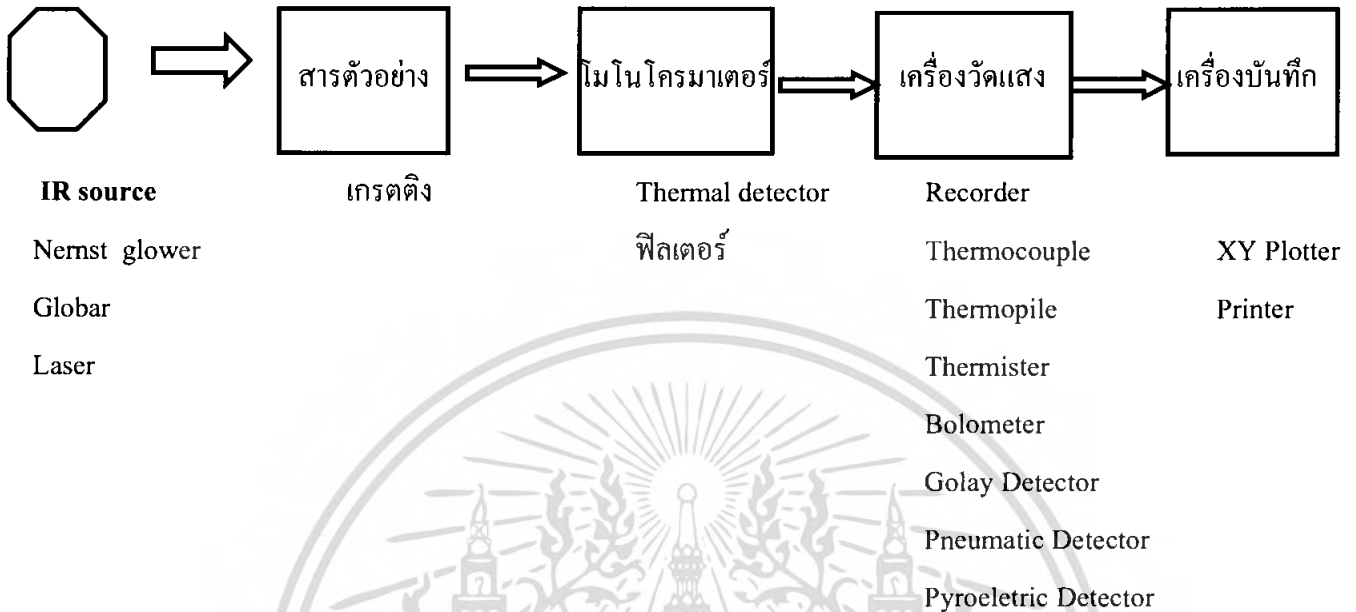 สารตัวอย่าง
โมโนโครมาเตอร์
เครื่องวัดแสง
เครื่องบันทึก
IR source
เกรตติง
Thermal detector
Recorder
Nernst glower
ฟิลเตอร์
Thermocouple
XY Plotter
Globar
Thermopile
Printer
Laser
Thermister
Bolometer
Golay Detector
Pneumatic Detector
Pyroeletric Detector